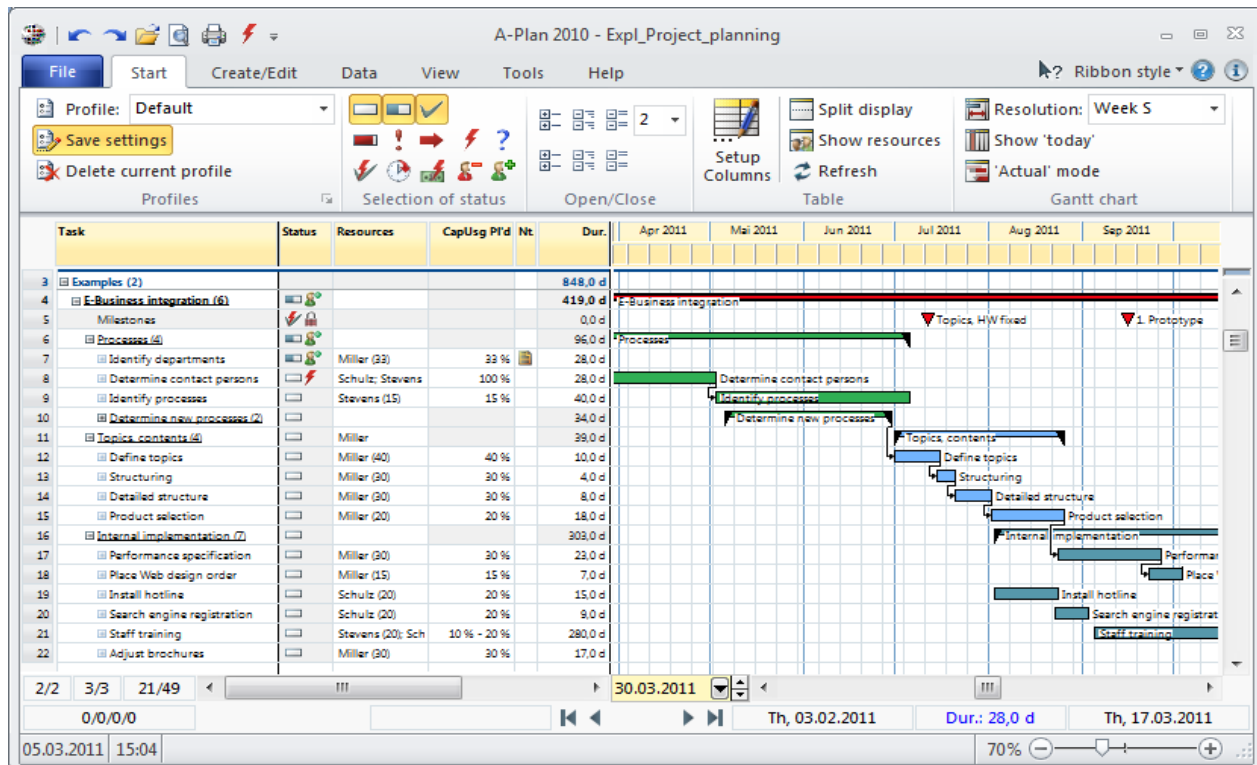 A-Plan 2010 - Expl_Project_planning
File Start Create/Edit Data View Tools Help Ribbon style
Profile: Default
Save settings
Delete current profile
Profiles
Selection of status
2
Open/Close
Setup Columns
Split display
Show resources
Refresh
Table
Resolution: Week S
Show 'today'
'Actual' mode
Gantt chart
Task Status Resources CapUsg Pl'd Nt. Dur. Apr 2011 Mai 2011 Jun 2011 Jul 2011 Aug 2011 Sep 2011
3 Examples (2) 848,0 d
4 E-Business integration (6) 419,0 d E-Business integration
5 Milestones 0,0 d Topics, HW fixed 1. Prototype
6 Processes (4) 96,0 d Processes
7 Identify departments Miller (33) 33 % 28,0 d
8 Determine contact persons Schulz; Stevens 100 % 28,0 d Determine contact persons
9 Identify processes Stevens (15) 15 % 40,0 d Identify processes
10 Determine new processes (2) 34,0 d Determine new processes
11 Topics, contents (4) Miller 39,0 d Topics, contents
12 Define topics Miller (40) 40 % 10,0 d Define topics
13 Structuring Miller (30) 30 % 4,0 d Structuring
14 Detailed structure Miller (30) 30 % 8,0 d Detailed structure
15 Product selection Miller (20) 20 % 18,0 d Product selection
16 Internal implementation (7) 303,0 d Internal implementation
17 Performance specification Miller (30) 30 % 23,0 d Performar
18 Place Web design order Miller (15) 15 % 7,0 d Place
19 Install hotline Schulz (20) 20 % 15,0 d Install hotline
20 Search engine registration Schulz (20) 20 % 9,0 d Search engine registrat
21 Staff training Stevens (20); Sch 10 % - 20 % 280,0 d Staff training
22 Adjust brochures Miller (30) 30 % 17,0 d
2/2 3/3 21/49 30.03.2011
0/0/0/0 Th, 03.02.2011 Dur.: 28,0 d Th, 17.03.2011
05.03.2011 15:04 70%